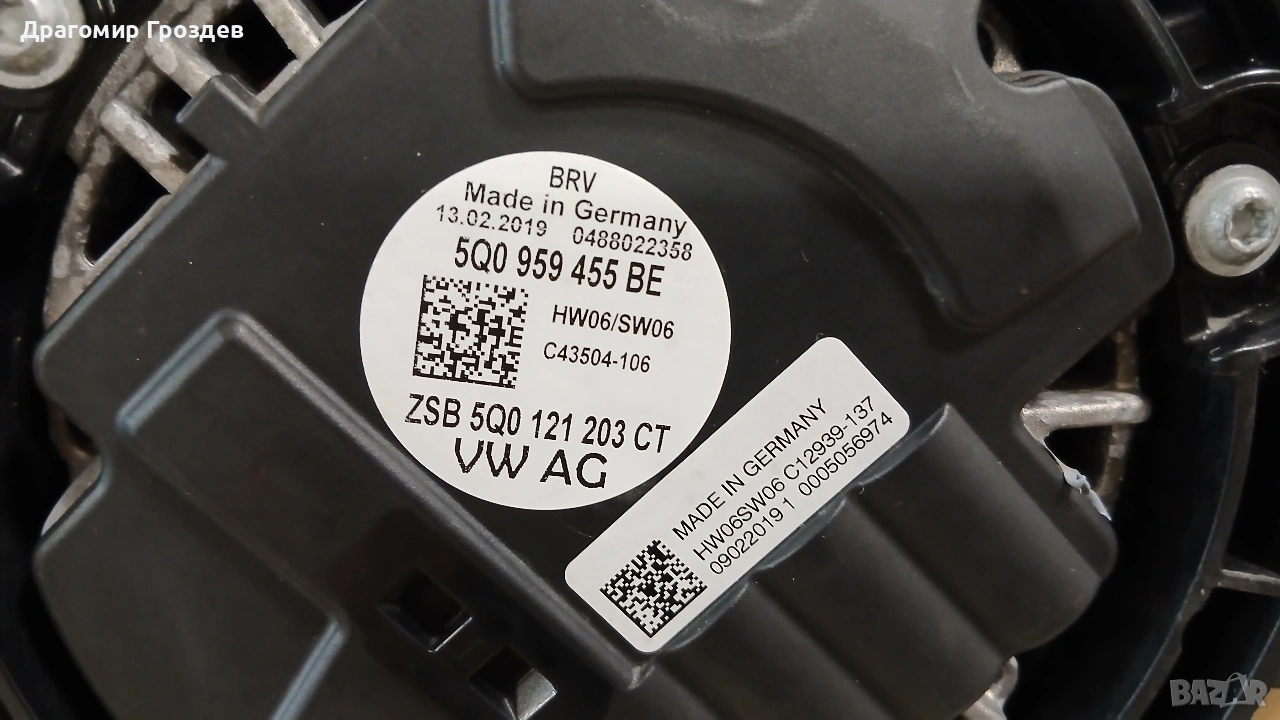 Драгомир Гроздев
BRV
Made in Germany
13.02.2019 0488022358
5Q0 959 455 BE
HW06/SW06
C43504-106
ZSB 5Q0 121 203 CT
VW AG
MADE IN GERMANY
HW06SW06 C12939-137
09022019 1 0005056974
BAZAR